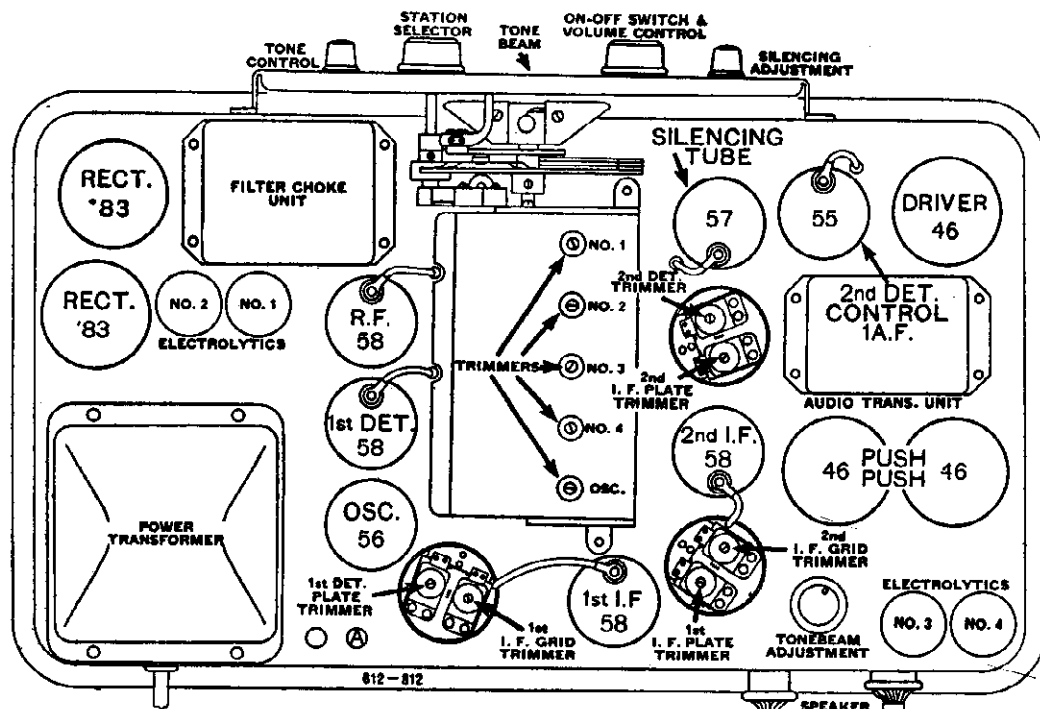 STATION
SELECTOR
TONE
BEAM
ON-OFF SWITCH &
VOLUME CONTROL
TONE
CONTROL
SILENCING
ADJUSTMENT
RECT.
'83
FILTER CHOKE
UNIT
SILENCING
TUBE
57
55
DRIVER
46
RECT.
'83
NO. 2
NO. 1
ELECTROLYTICS
R.F.
58
NO. 1
NO. 2
TRIMMERS
NO. 3
NO. 4
OSC.
2nd DET.
TRIMMER
2nd
I. F. PLATE
TRIMMER
2nd DET.
CONTROL
1A.F.
AUDIO TRANS. UNIT
1st DET.
58
2nd I.F.
58
46
PUSH
PUSH
46
POWER
TRANSFORMER
OSC.
56
1st DET.
PLATE
TRIMMER
1st
I. F. GRID
TRIMMER
1st I.F
58
2nd
I. F. GRID
TRIMMER
1st
I. F. PLATE
TRIMMER
TONEBEAM
ADJUSTMENT
ELECTROLYTICS
NO. 3
NO. 4
A
812-812
SPEAKER